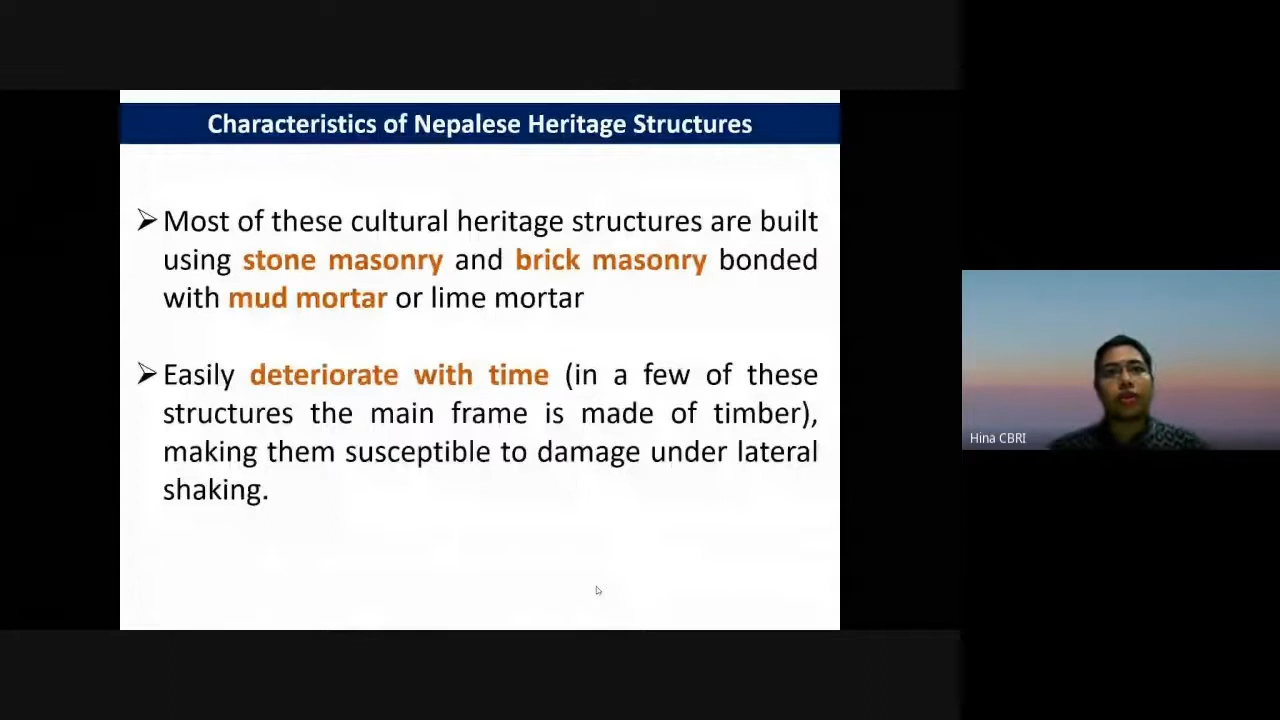 Characteristics of Nepalese Heritage Structures
➢Most of these cultural heritage structures are built
using stone masonry and brick masonry bonded
with mud mortar or lime mortar
➢Easily deteriorate with time (in a few of these
structures the main frame is made of timber),
making them susceptible to damage under lateral
shaking.
Hina CBRI